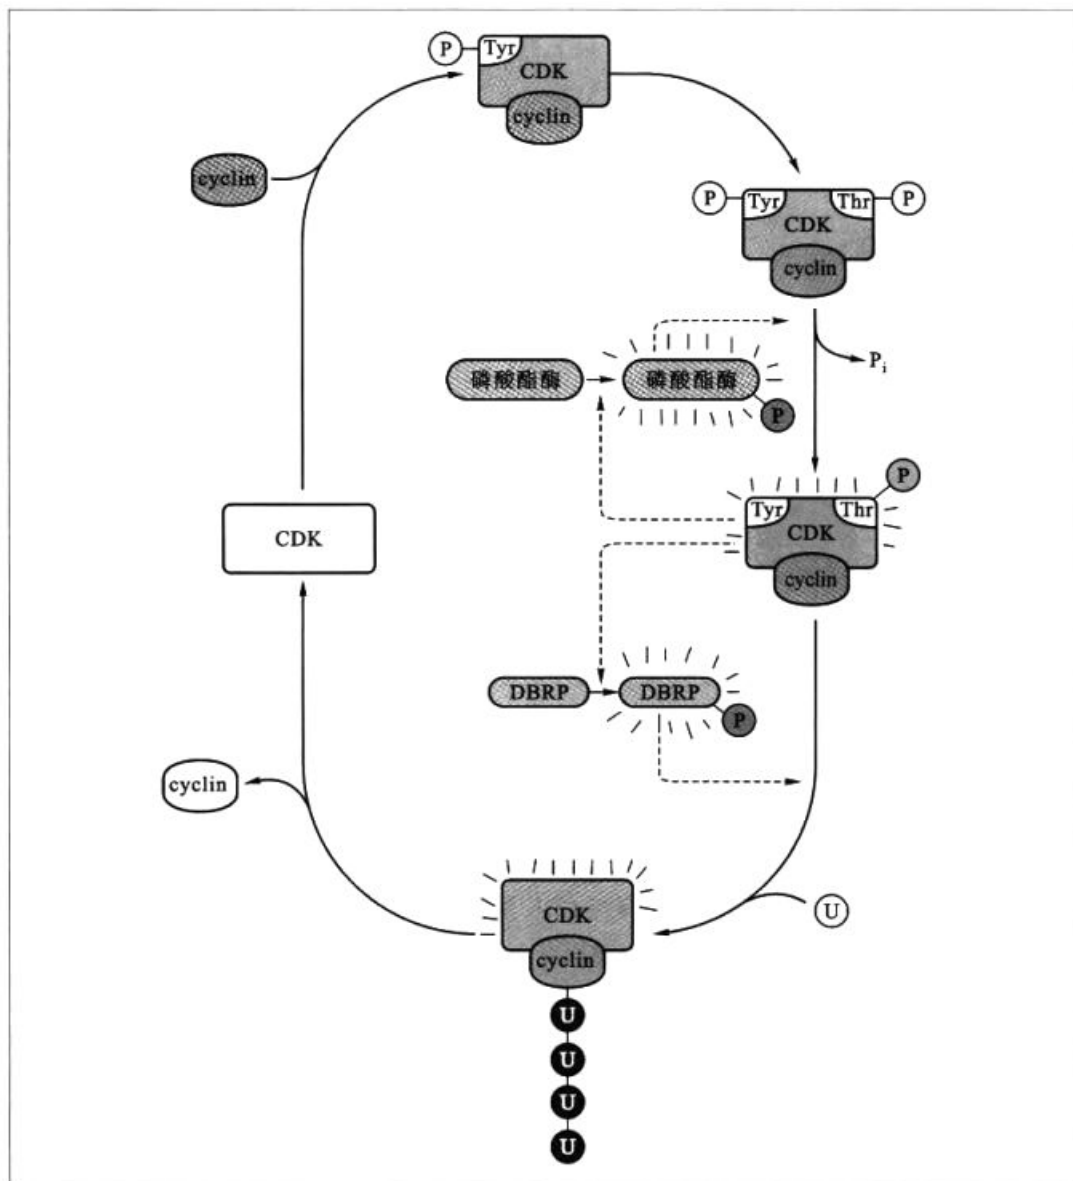 P
Tyr
CDK
cyclin
cyclin
P
Tyr
Thr
P
CDK
cyclin
Pi
磷酸酯酶
磷酸酯酶
P
P
Tyr
Thr
CDK
cyclin
CDK
DBRP
DBRP
P
cyclin
CDK
cyclin
U
U
U
U
U